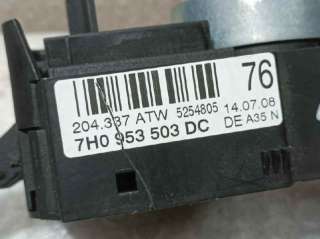 76
204.337 ATW 5254805 14.07.08
7H0 953 503 DC DE A35 N